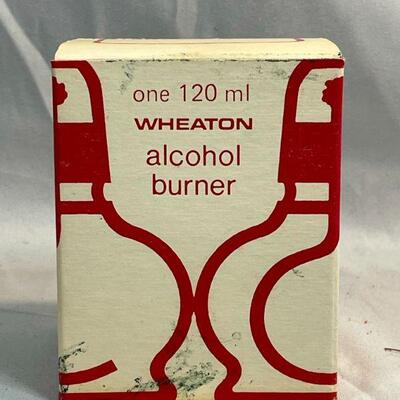 one 120 ml
WHEATON
alcohol
burner